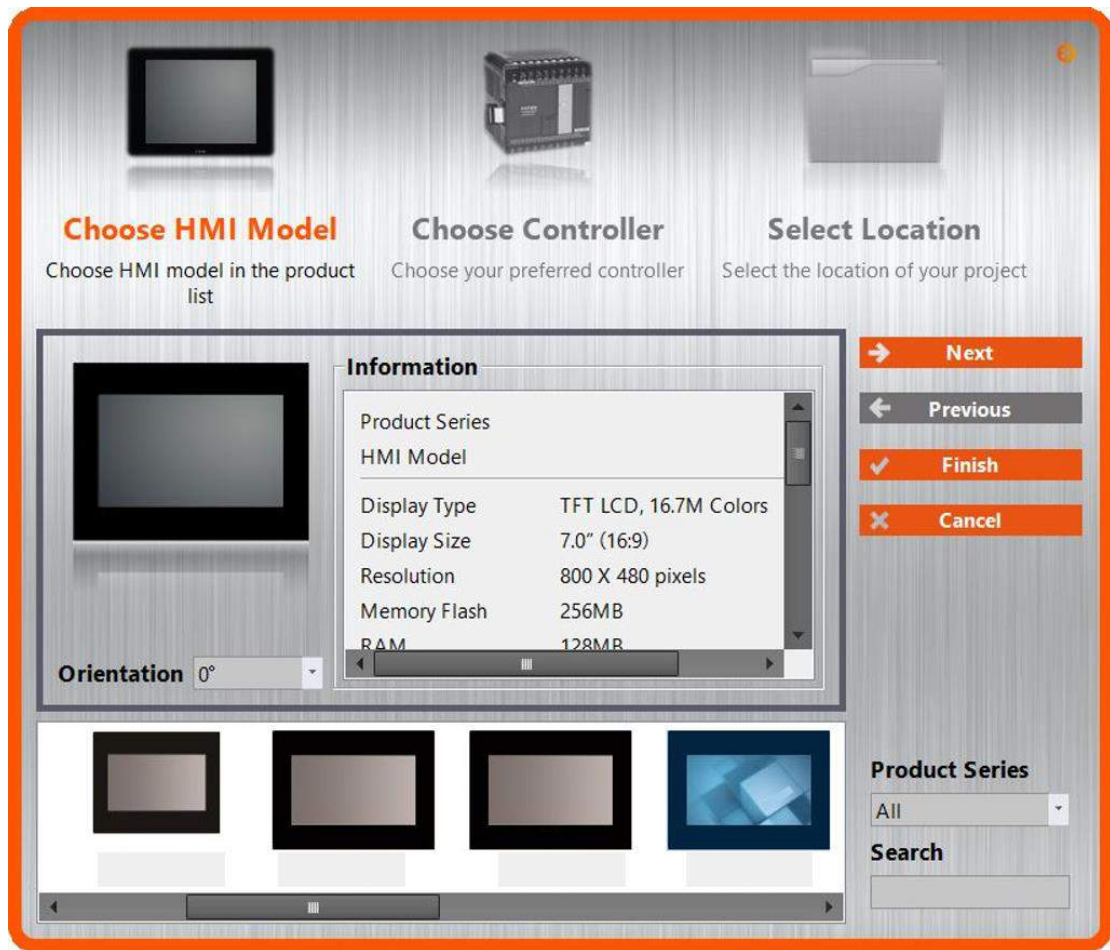 Choose HMI Model
Choose HMI model in the product
list
Choose Controller
Choose your preferred controller
Select Location
Select the location of your project
Information
Product Series
HMI Model
Display Type TFT LCD, 16.7M Colors
Display Size 7.0″ (16:9)
Resolution 800 X 480 pixels
Memory Flash 256MB
RAM 128MB
Orientation 0°
Next
Previous
Finish
Cancel
Product Series
All
Search